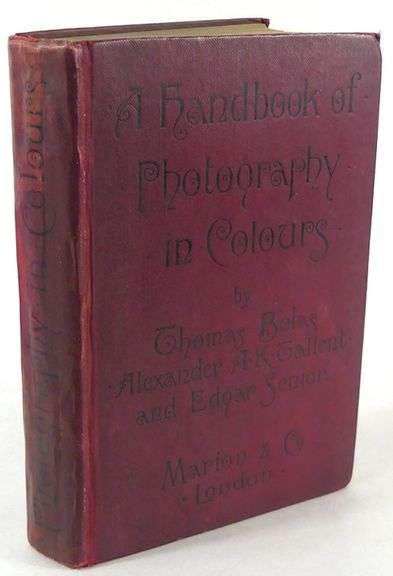 A Handbook of
Photography
in Colours
by
Thomas Bolas
Alexander A.K. Tallent
and Edgar Senior
Marion & Co
London
Photography in Colours